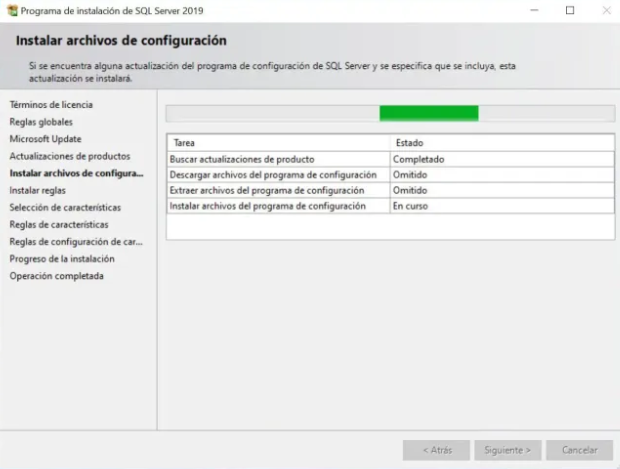 Programa de instalación de SQL Server 2019
Instalar archivos de configuración
Si se encuentra alguna actualización del programa de configuración de SQL Server y se especifica que se incluya, esta
actualización se instalará.
Términos de licencia
Reglas globales
Microsoft Update
Actualizaciones de productos
Instalar archivos de configura...
Instalar reglas
Selección de características
Reglas de características
Reglas de configuración de car...
Progreso de la instalación
Operación completada
Tarea Estado
Buscar actualizaciones de producto Completado
Descargar archivos del programa de configuración Omitido
Extraer archivos del programa de configuración Omitido
Instalar archivos del programa de configuración En curso
< Atrás Siguiente > Cancelar